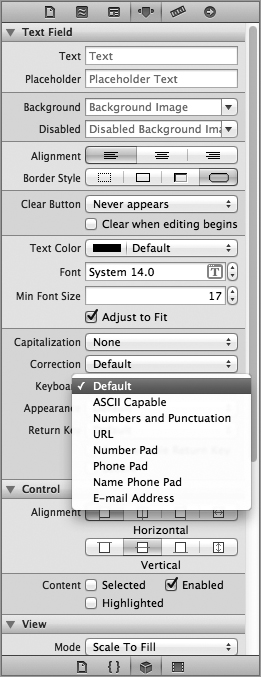 Text Field
Text Text
Placeholder Placeholder Text
Background Background Image
Disabled Disabled Background Ima
Alignment
Border Style
Clear Button Never appears
Clear when editing begins
Text Color Default
Font System 14.0 T
Min Font Size 17
✓ Adjust to Fit
Capitalization None
Correction Default
Keyboar ✓ Default
ASCII Capable
Appearan
Numbers and Punctuation
Return Ke
URL
Number Pad
Phone Pad
Name Phone Pad
E-mail Address
Control
Alignment
Horizontal
Vertical
Content Selected ✓ Enabled
Highlighted
View
Mode Scale To Fill
{ }